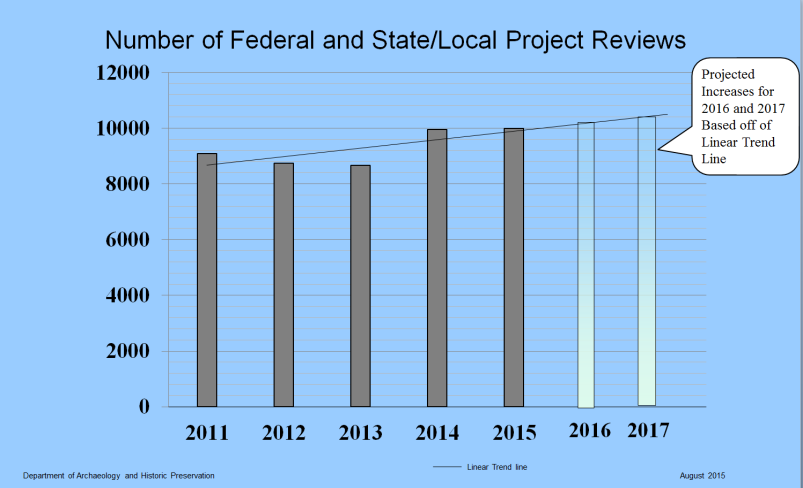 Number of Federal and State/Local Project Reviews
12000
10000
8000
6000
4000
2000
0
2011 2012 2013 2014 2015 2016 2017
Projected
Increases for
2016 and 2017
Based off of
Linear Trend
Line
Linear Trend line
Department of Archaeology and Historic Preservation
August 2015